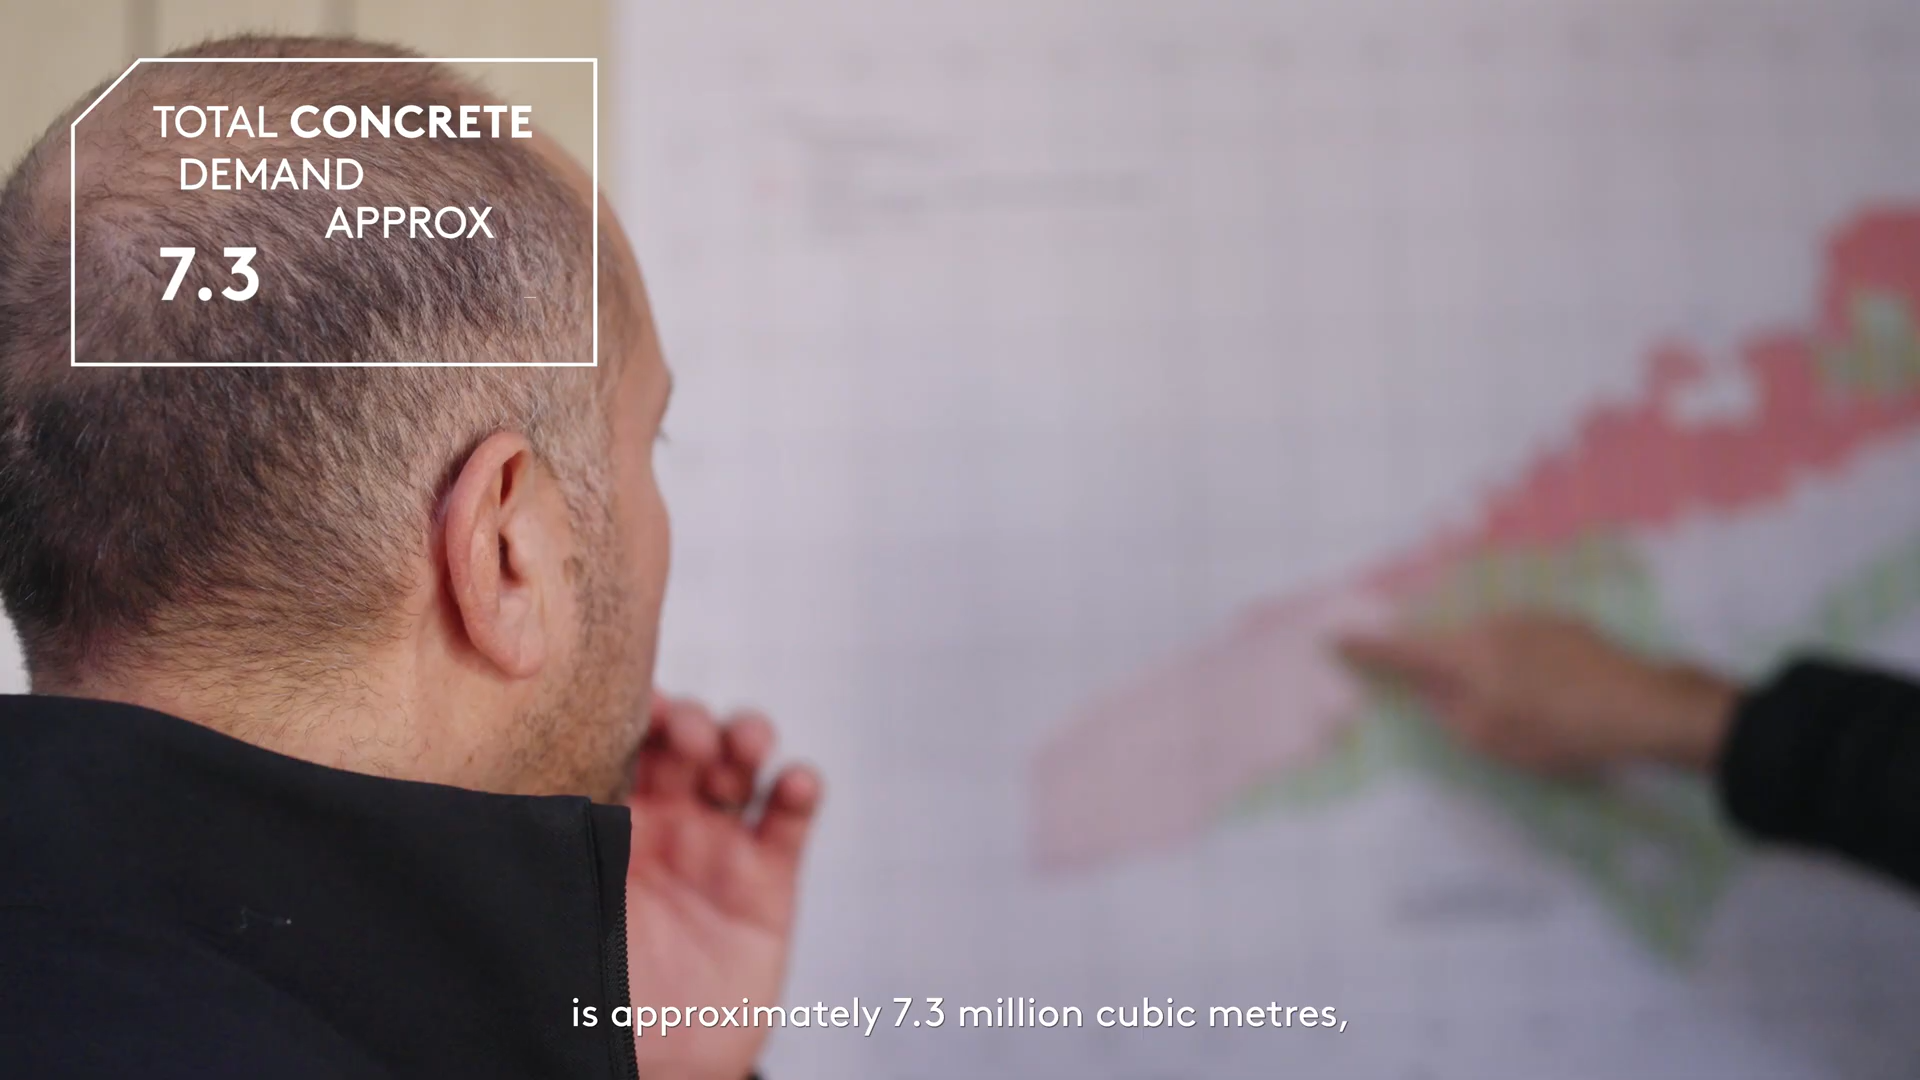 TOTAL CONCRETE
DEMAND
APPROX
7.3
is approximately 7.3 million cubic metres,